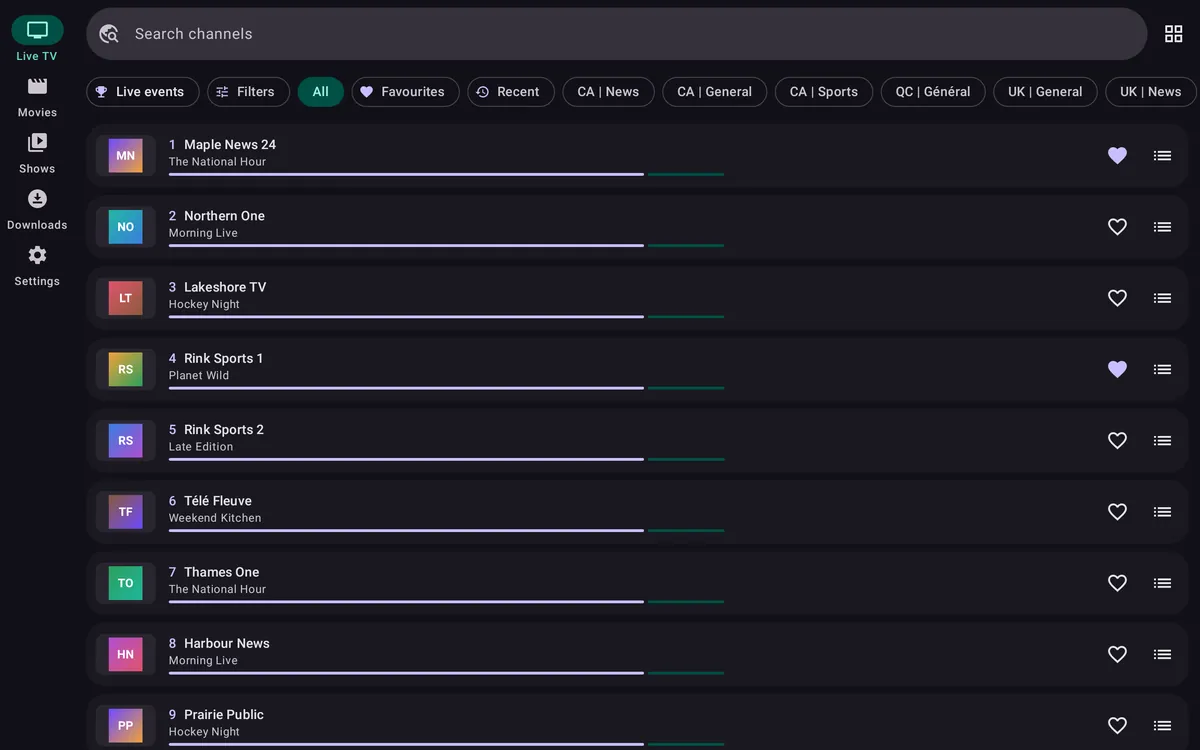 Live TV
Movies
Shows
Downloads
Settings
Search channels
Live events
Filters
All
Favourites
Recent
CA | News
CA | General
CA | Sports
QC | Général
UK | General
UK | News
MN
1 Maple News 24
The National Hour
NO
2 Northern One
Morning Live
LT
3 Lakeshore TV
Hockey Night
RS
4 Rink Sports 1
Planet Wild
RS
5 Rink Sports 2
Late Edition
TF
6 Télé Fleuve
Weekend Kitchen
TO
7 Thames One
The National Hour
HN
8 Harbour News
Morning Live
PP
9 Prairie Public
Hockey Night